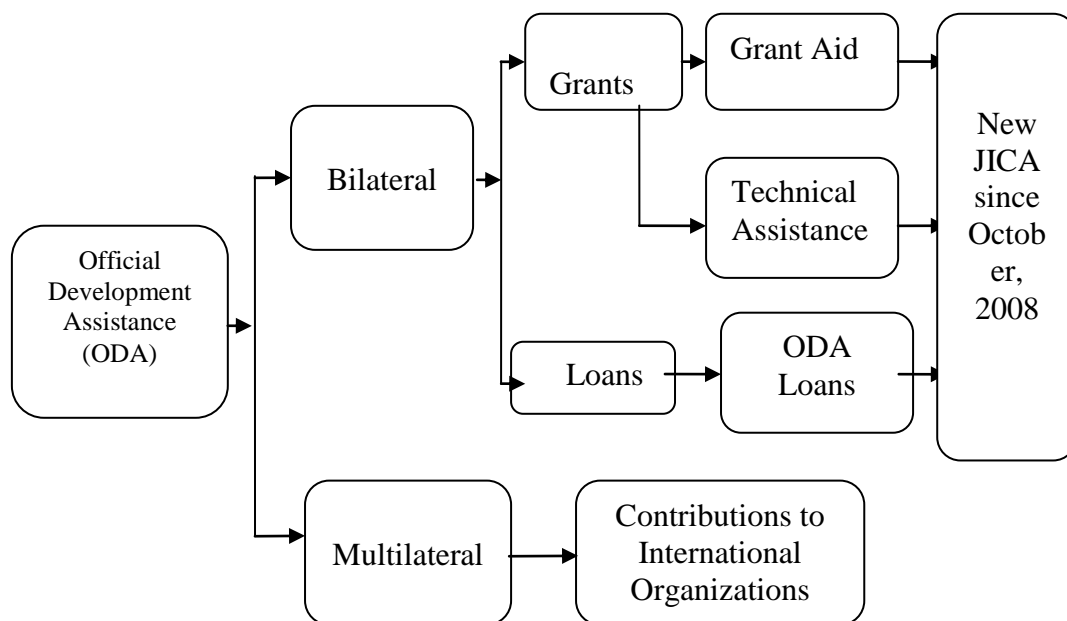 Official
Development
Assistance
(ODA)
Bilateral
Grants
Grant Aid
Technical
Assistance
Loans
ODA
Loans
New
JICA
since
Octob
er,
2008
Multilateral
Contributions to
International
Organizations